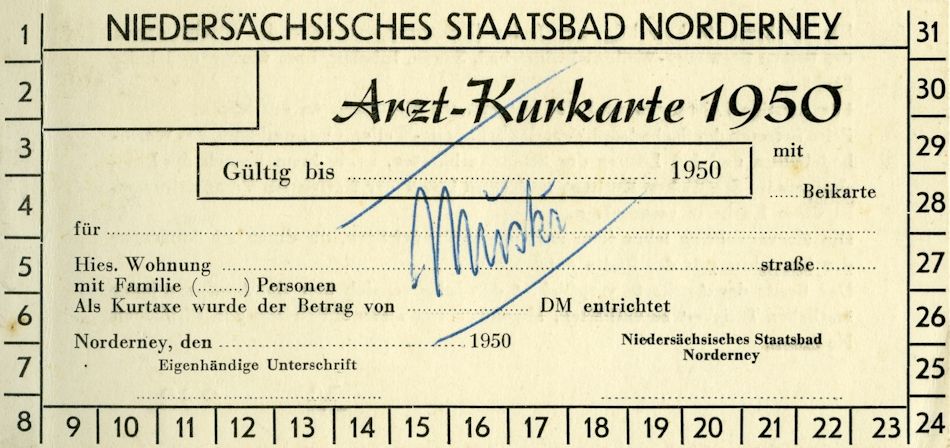 NIEDERSÄCHSISCHES STAATSBAD NORDERNEY
Arzt-Kurkarte 1950
Gültig bis ........ 1950
mit
...... Beikarte
für ........
Hies. Wohnung ........ straße ........
mit Familie (........) Personen
Als Kurtaxe wurde der Betrag von ........ DM entrichtet
Norderney, den ........ 1950
Niedersächsisches Staatsbad
Norderney
Eigenhändige Unterschrift
1
2
3
4
5
6
7
8
9 10 11 12 13 14 15 16 17 18 19 20 21 22 23
24
25
26
27
28
29
30
31